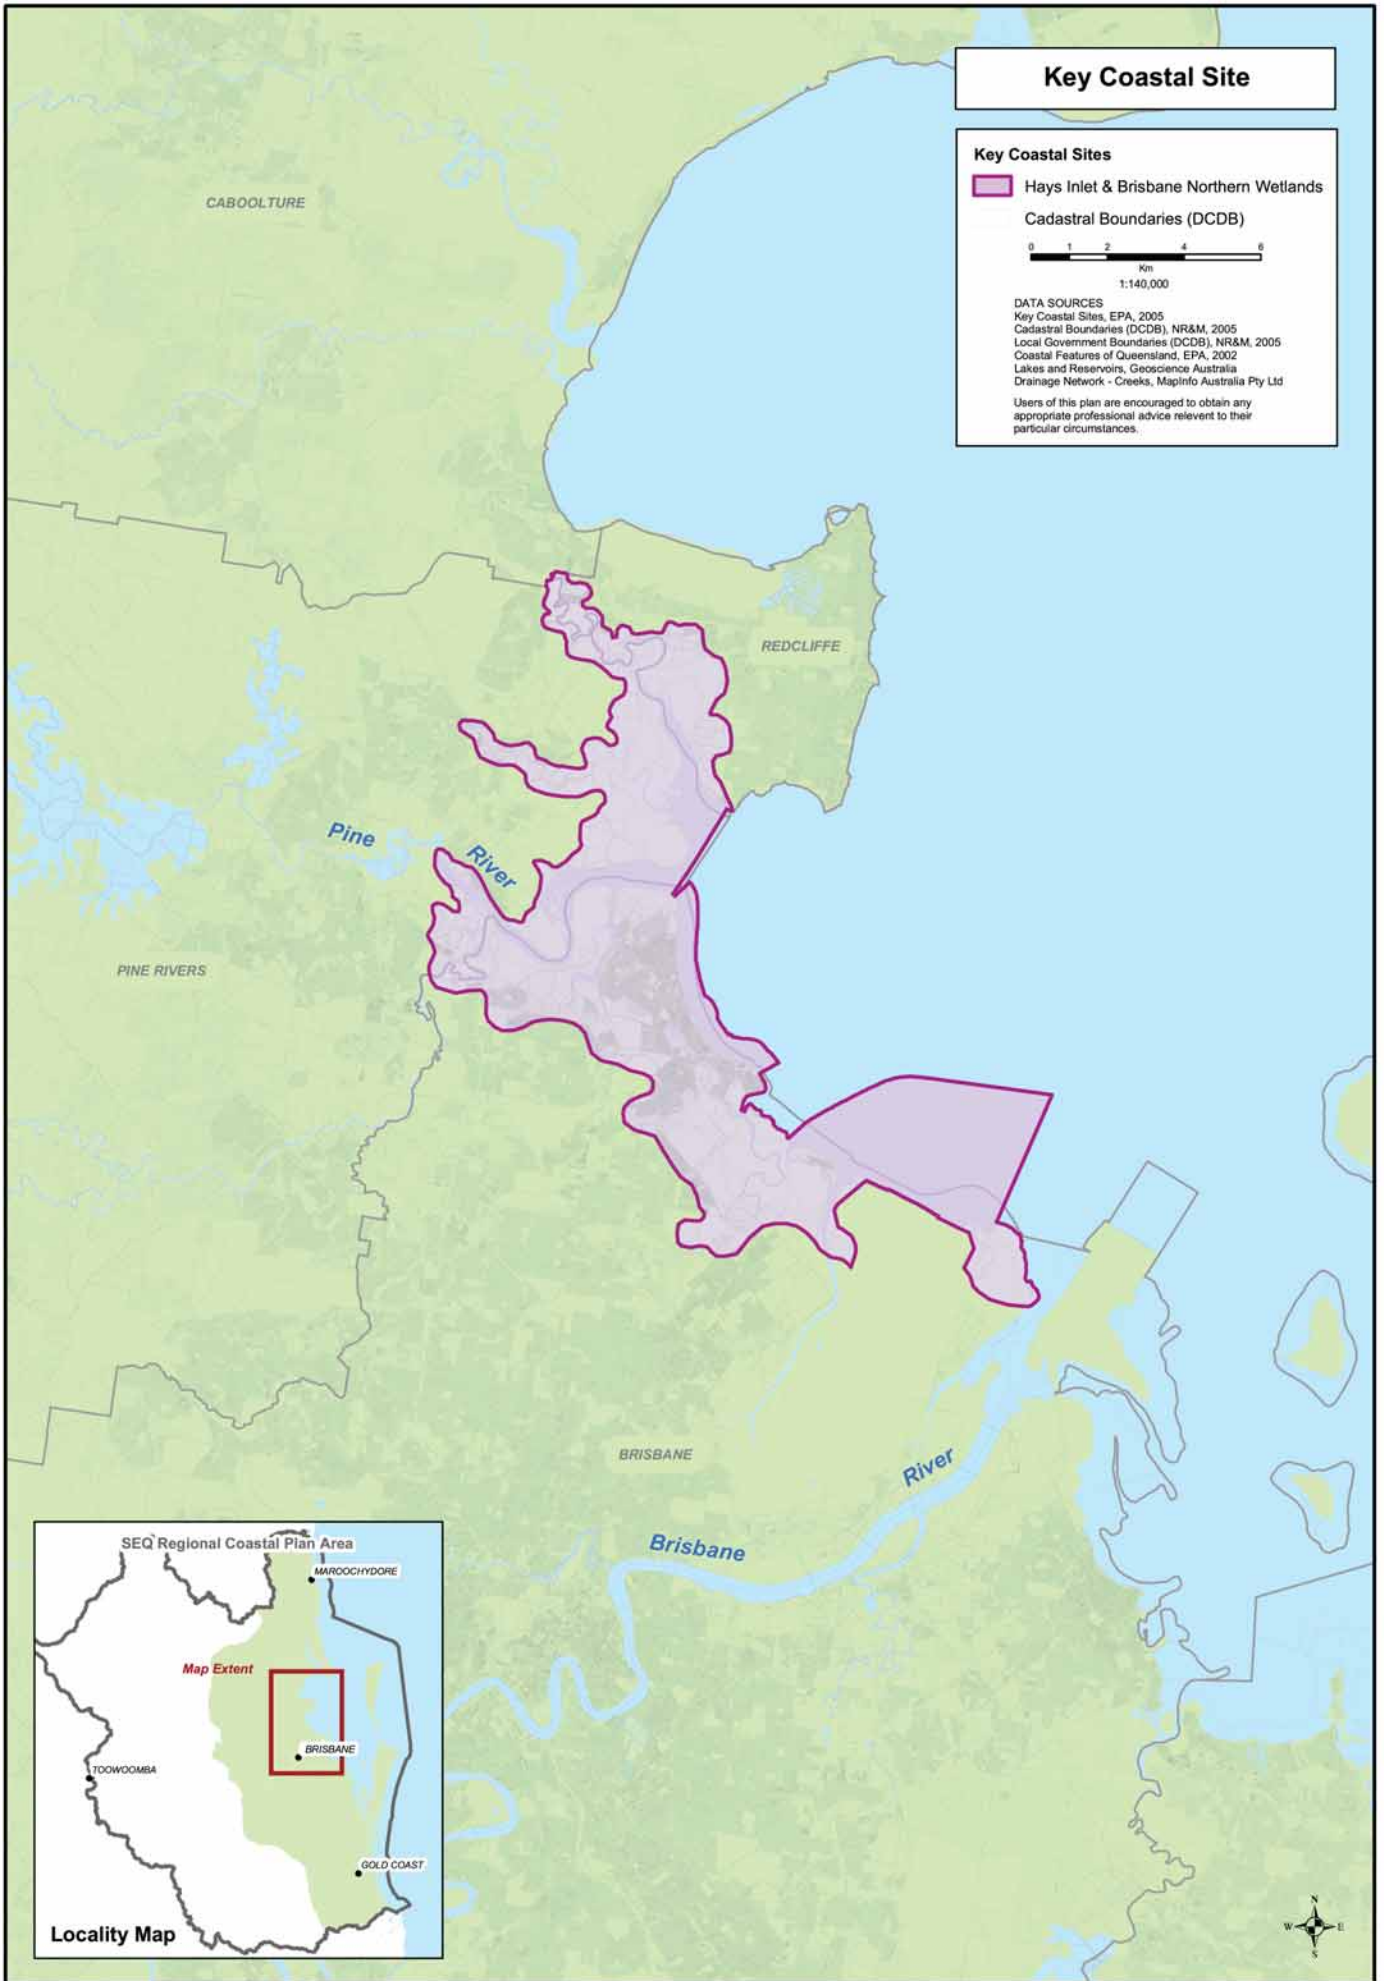 Key Coastal Site
Key Coastal Sites
Hays Inlet & Brisbane Northern Wetlands
Cadastral Boundaries (DCDB)
0 1 2 4 6
Km
1:140,000
DATA SOURCES
Key Coastal Sites, EPA, 2005
Cadastral Boundaries (DCDB), NR&M, 2005
Local Government Boundaries (DCDB), NR&M, 2005
Coastal Features of Queensland, EPA, 2002
Lakes and Reservoirs, Geoscience Australia
Drainage Network - Creeks, MapInfo Australia Pty Ltd
Users of this plan are encouraged to obtain any
appropriate professional advice relevent to their
particular circumstances.
CABOOLTURE
REDCLIFFE
Pine
River
PINE RIVERS
BRISBANE
River
Brisbane
SEQ Regional Coastal Plan Area
MAROOCHYDORE
Map Extent
BRISBANE
TOOWOOMBA
GOLD COAST
Locality Map
N
W E
S